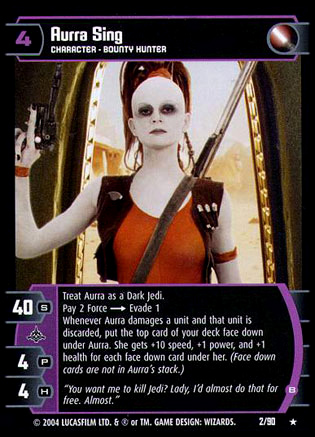 4 Aurra Sing
CHARACTER - BOUNTY HUNTER
40 S
4 P
4 H
Treat Aurra as a Dark Jedi.
Pay 2 Force → Evade 1
Whenever Aurra damages a unit and that unit is
discarded, put the top card of your deck face down
under Aurra. She gets +10 speed, +1 power, and +1
health for each face down card under her. (Face down
cards are not in Aurra's stack.)
"You want me to kill Jedi? Lady, I'd almost do that for
free. Almost."
B
© 2004 LUCASFILM LTD. & ® or TM. GAME DESIGN: WIZARDS. 2/90 ★